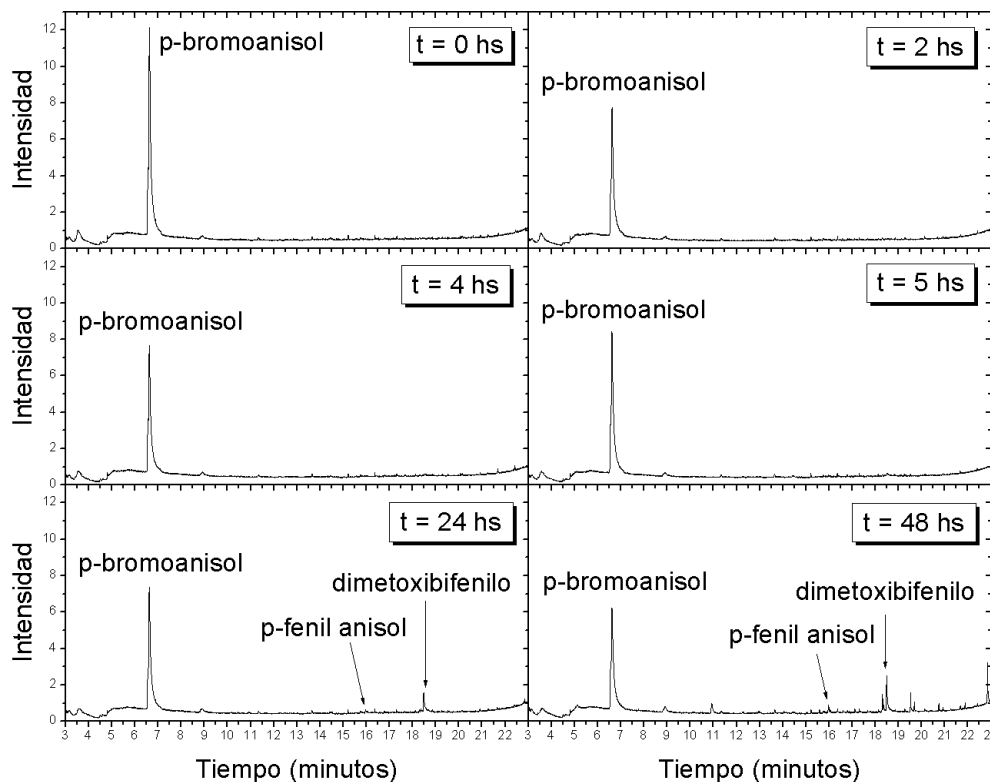 12
10
8
6
4
2
0
Intensidad
p-bromoanisol
t = 0 hs
p-bromoanisol
t = 2 hs
12
10
8
6
4
2
0
Intensidad
p-bromoanisol
t = 4 hs
p-bromoanisol
t = 5 hs
12
10
8
6
4
2
0
Intensidad
p-bromoanisol
t = 24 hs
dimetoxibifenilo
p-fenil anisol
p-bromoanisol
t = 48 hs
dimetoxibifenilo
p-fenil anisol
3 4 5 6 7 8 9 10 11 12 13 14 15 16 17 18 19 20 21 22
3 4 5 6 7 8 9 10 11 12 13 14 15 16 17 18 19 20 21 22 23
Tiempo (minutos)
Tiempo (minutos)